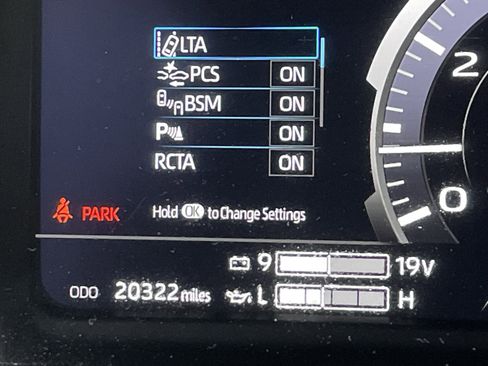 LTA
PCS ON
BSM ON
P ON
RCTA ON
2
0
PARK
Hold OK to Change Settings
9 19V
ODO 20322 miles
L H